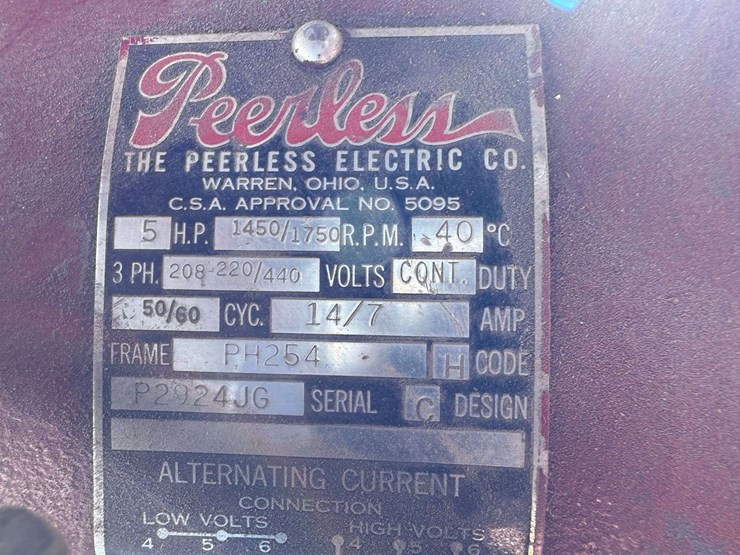 Peerless
THE PEERLESS ELECTRIC CO.
WARREN, OHIO, U.S.A.
C.S.A. APPROVAL NO. 5095
5 H.P. 1450/1750 R.P.M. 40 °C
3 PH. 208-220/440 VOLTS CONT. DUTY
50/60 CYC. 14/7 AMP
FRAME PH254 H CODE
P2924JG SERIAL C DESIGN
ALTERNATING CURRENT
CONNECTION
LOW VOLTS HIGH VOLTS
4 5 6 4 5 6